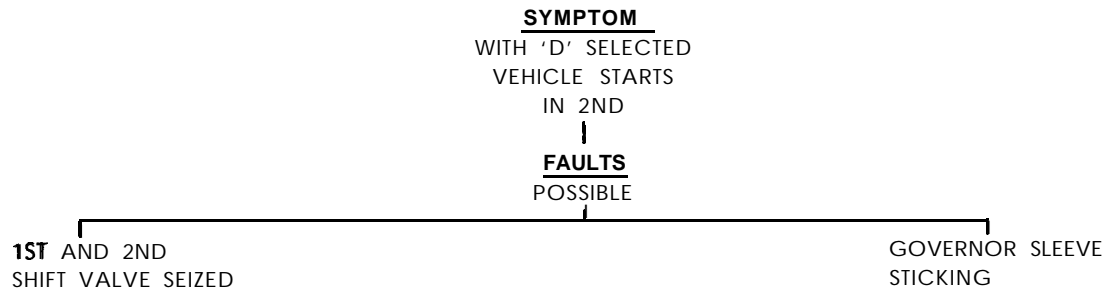 SYMPTOM
WITH ‘D’ SELECTED
VEHICLE STARTS
IN 2ND
FAULTS
POSSIBLE
1ST AND 2ND
SHIFT VALVE SEIZED
GOVERNOR SLEEVE
STICKING